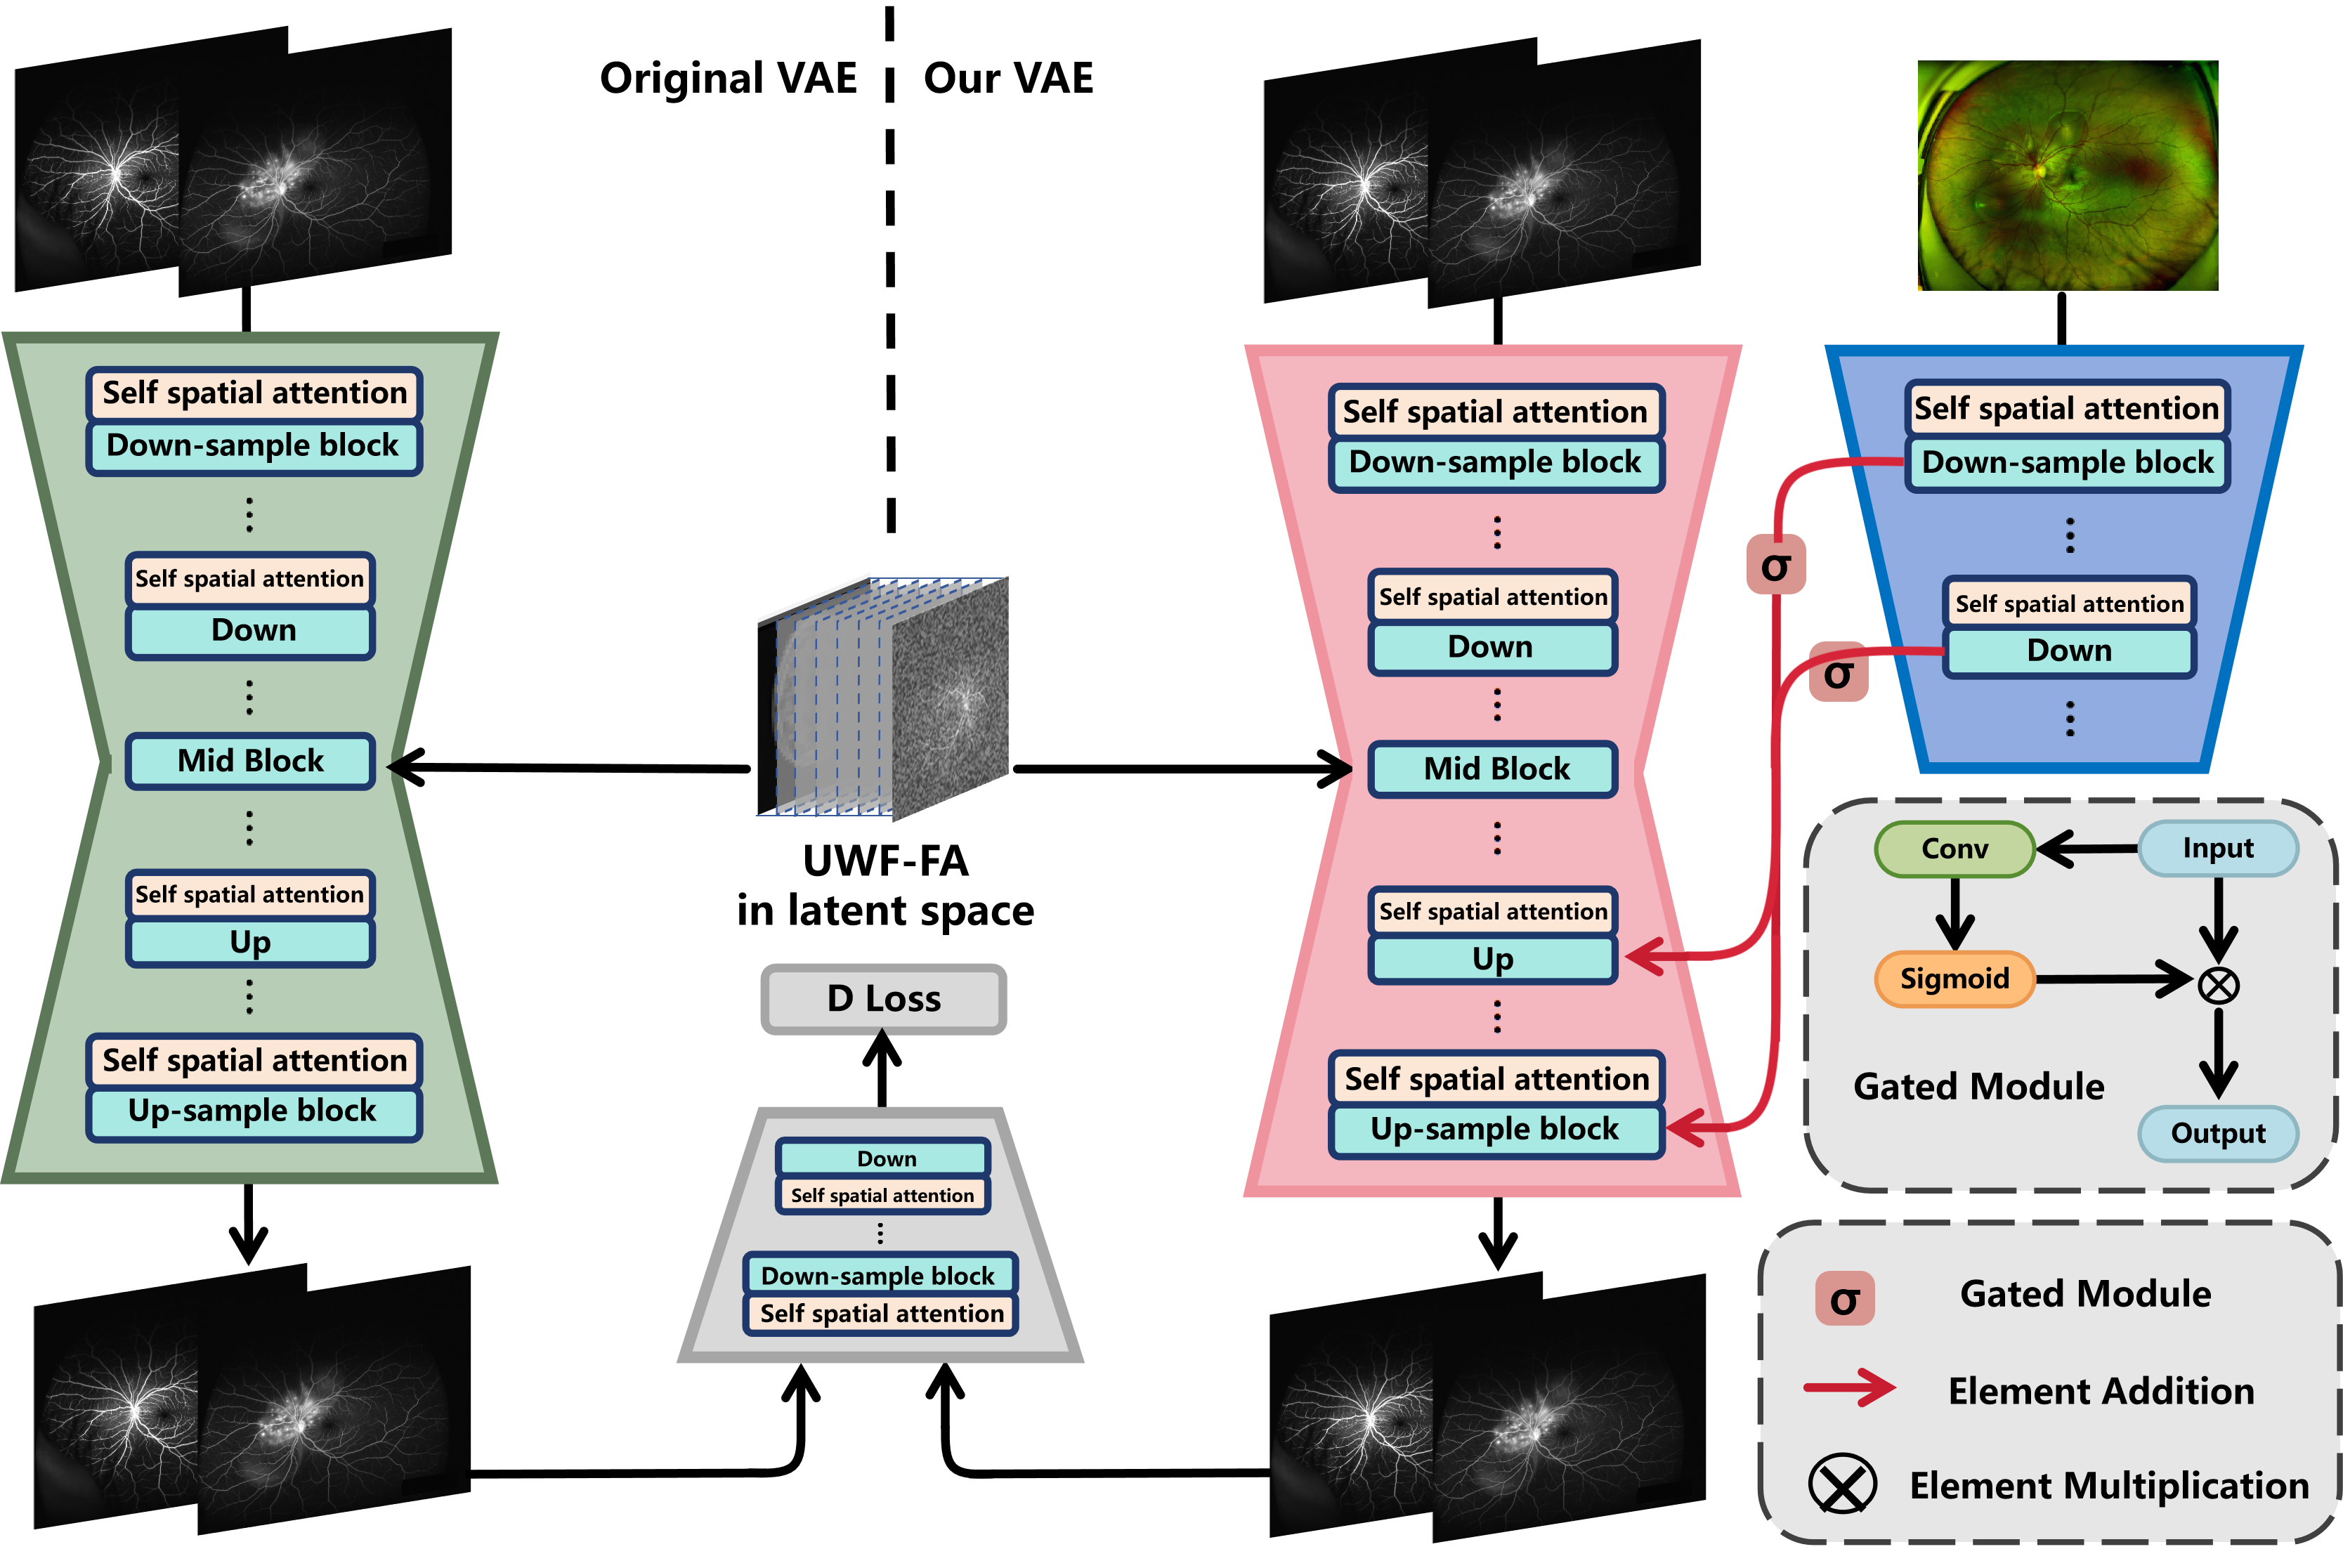 Original VAE
Our VAE
Self spatial attention
Down-sample block
Self spatial attention
Down
Mid Block
Self spatial attention
Up
Self spatial attention
Up-sample block
UWF-FA
in latent space
D Loss
Down
Self spatial attention
Down-sample block
Self spatial attention
Self spatial attention
Down-sample block
Self spatial attention
Down
Mid Block
Self spatial attention
Up
Self spatial attention
Up-sample block
Self spatial attention
Down-sample block
Self spatial attention
Down
σ
σ
Conv
Input
Sigmoid
Gated Module
Output
σ Gated Module
Element Addition
Element Multiplication